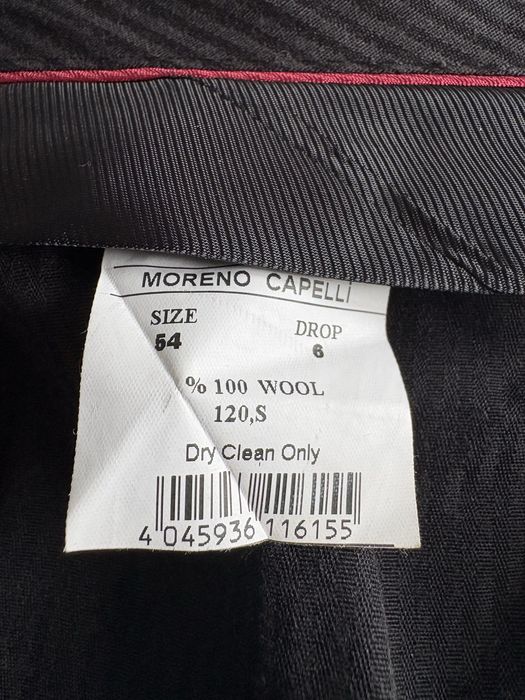 MORENO CAPELLİ
SIZE DROP
54 6
% 100 WOOL
120,S
Dry Clean Only
4 045936 116155